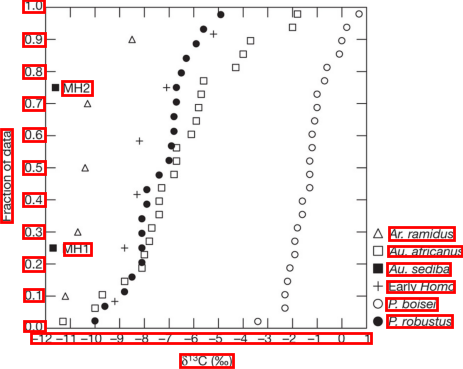 1.0
0.9
0.8
MH2
0.7
0.6
Fraction of data
0.5
0.4
0.3
MH1
0.2
0.1
0.0
−12 −11 −10 −9 −8 −7 −6 −5 −4 −3 −2 −1 0 1
δ¹³C (‰)
Ar. ramidus
Au. africanus
Au. sediba
Early Homo
P. boisei
P. robustus